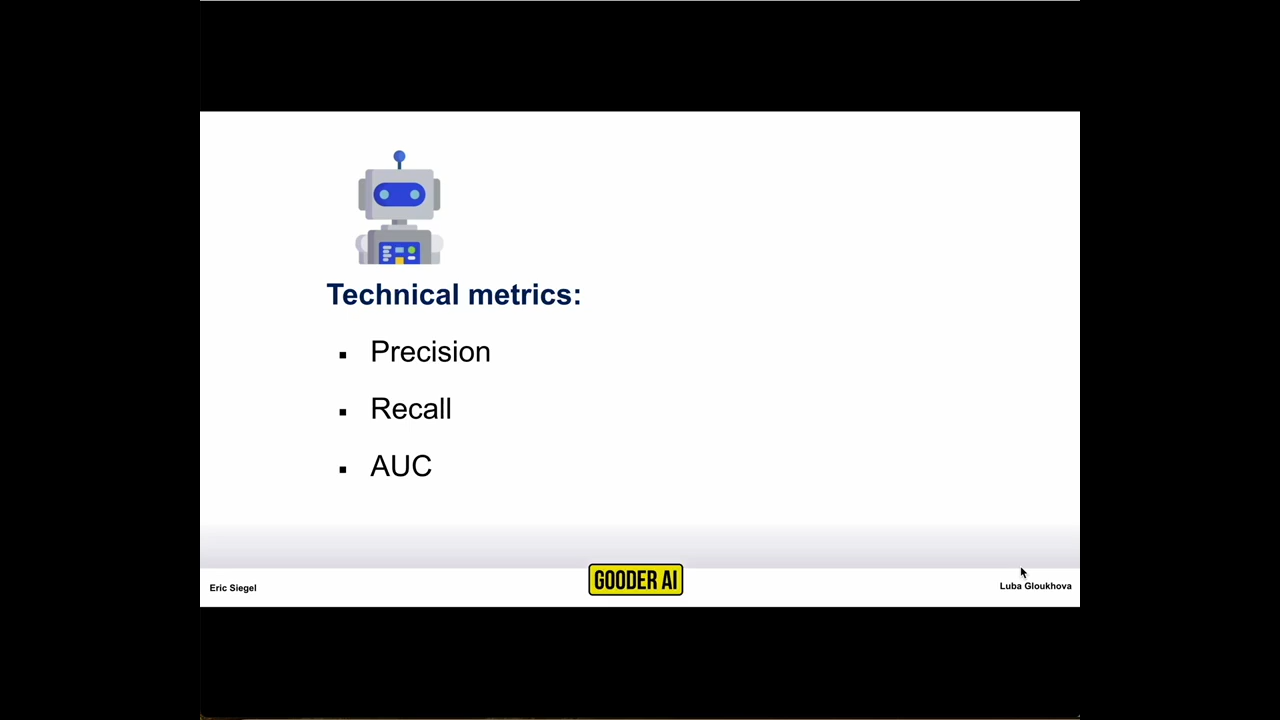 Technical metrics:
▪ Precision
▪ Recall
▪ AUC
Eric Siegel
GOODER AI
Luba Gloukhova